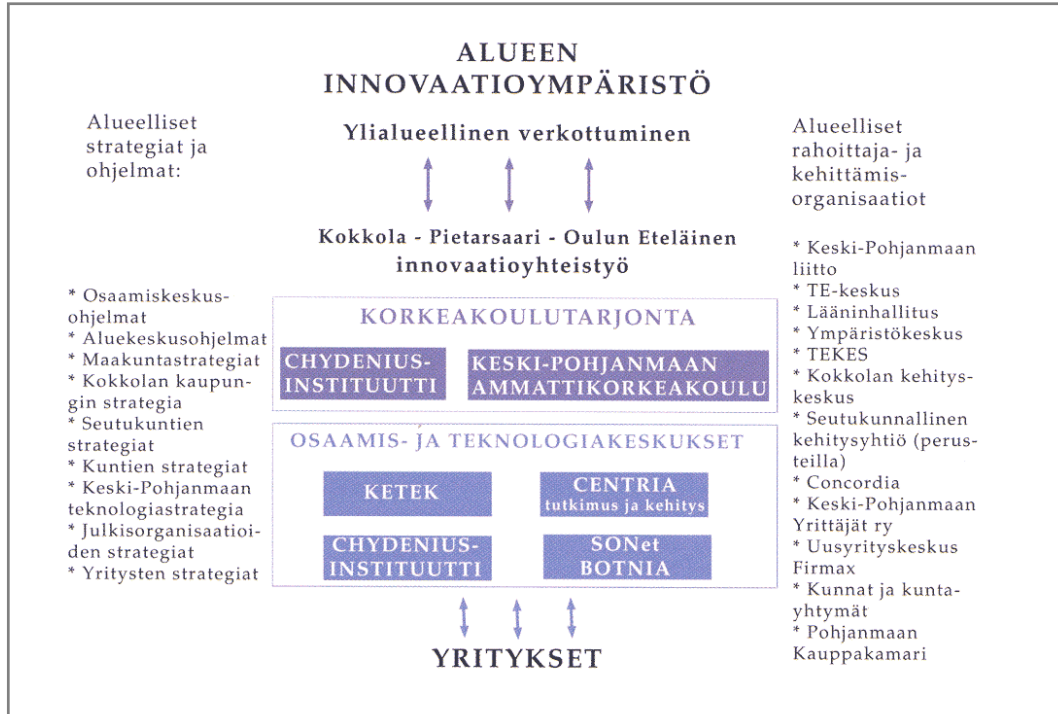 ALUEEN
INNOVAATIOYMPÄRISTÖ
Alueelliset
strategiat ja
ohjelmat:
Ylialueellinen verkottuminen
Alueelliset
rahoittaja- ja
kehittämis-
organisaatiot
Kokkola - Pietarsaari - Oulun Eteläinen
innovaatioyhteistyö
* Osaamiskeskus-
ohjelmat
* Aluekeskusohjelmat
* Maakuntastrategiat
* Kokkolan kaupun-
gin strategia
* Seutukuntien
strategiat
* Kuntien strategiat
* Keski-Pohjanmaan
teknologiastrategia
* Julkisorganisaatioi-
den strategiat
* Yritysten strategiat
KORKEAKOULUTARJONTA
CHYDENIUS-
INSTITUUTTI
KESKI-POHJANMAAN
AMMATTIKORKEAKOULU
OSAAMIS- JA TEKNOLOGIAKESKUKSET
KETEK
CENTRIA
tutkimus ja kehitys
CHYDENIUS-
INSTITUUTTI
SONet
BOTNIA
YRITYKSET
* Keski-Pohjanmaan
liitto
* TE-keskus
* Lääninhallitus
* Ympäristökeskus
* TEKES
* Kokkolan kehitys-
keskus
* Seutukunnallinen
kehitysyhtiö (perus-
teilla)
* Concordia
* Keski-Pohjanmaan
Yrittäjät ry
* Uusyrityskeskus
Firmax
* Kunnat ja kunta-
yhtymät
* Pohjanmaan
Kauppakamari